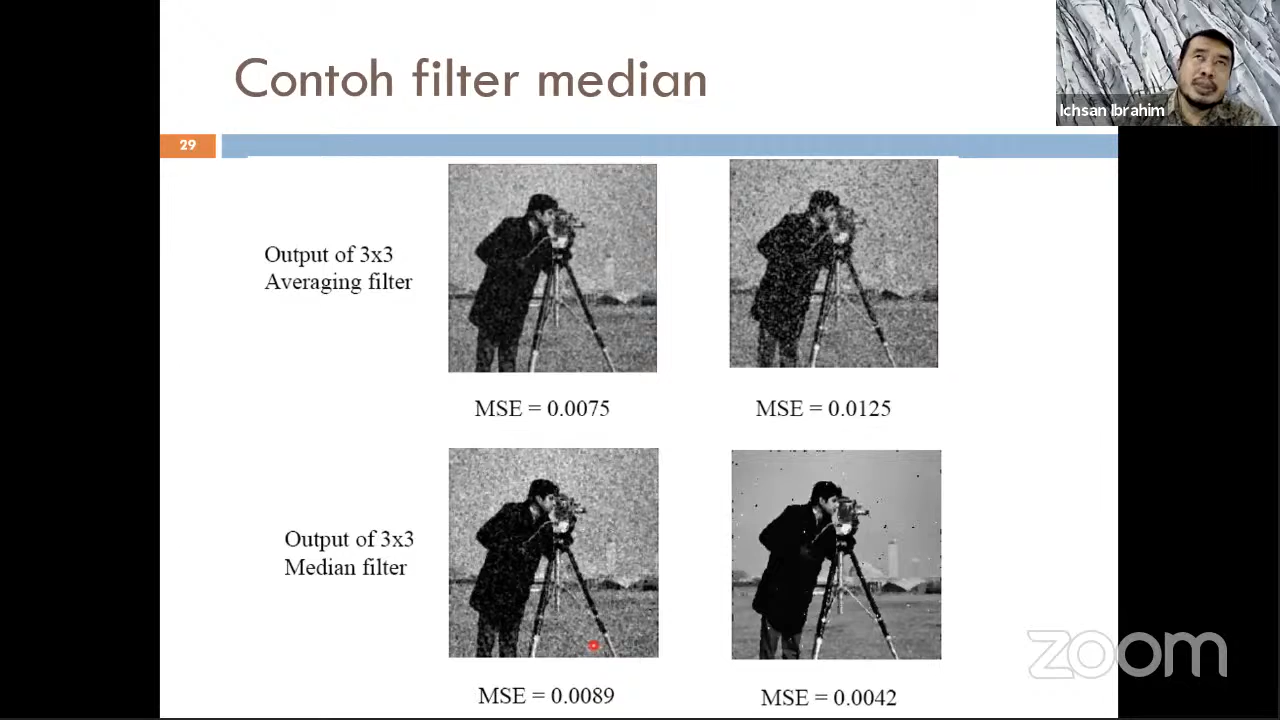 Contoh filter median
Ichsan Ibrahim
29
Output of 3x3
Averaging filter
MSE = 0.0075
MSE = 0.0125
Output of 3x3
Median filter
MSE = 0.0089
MSE = 0.0042
zoom